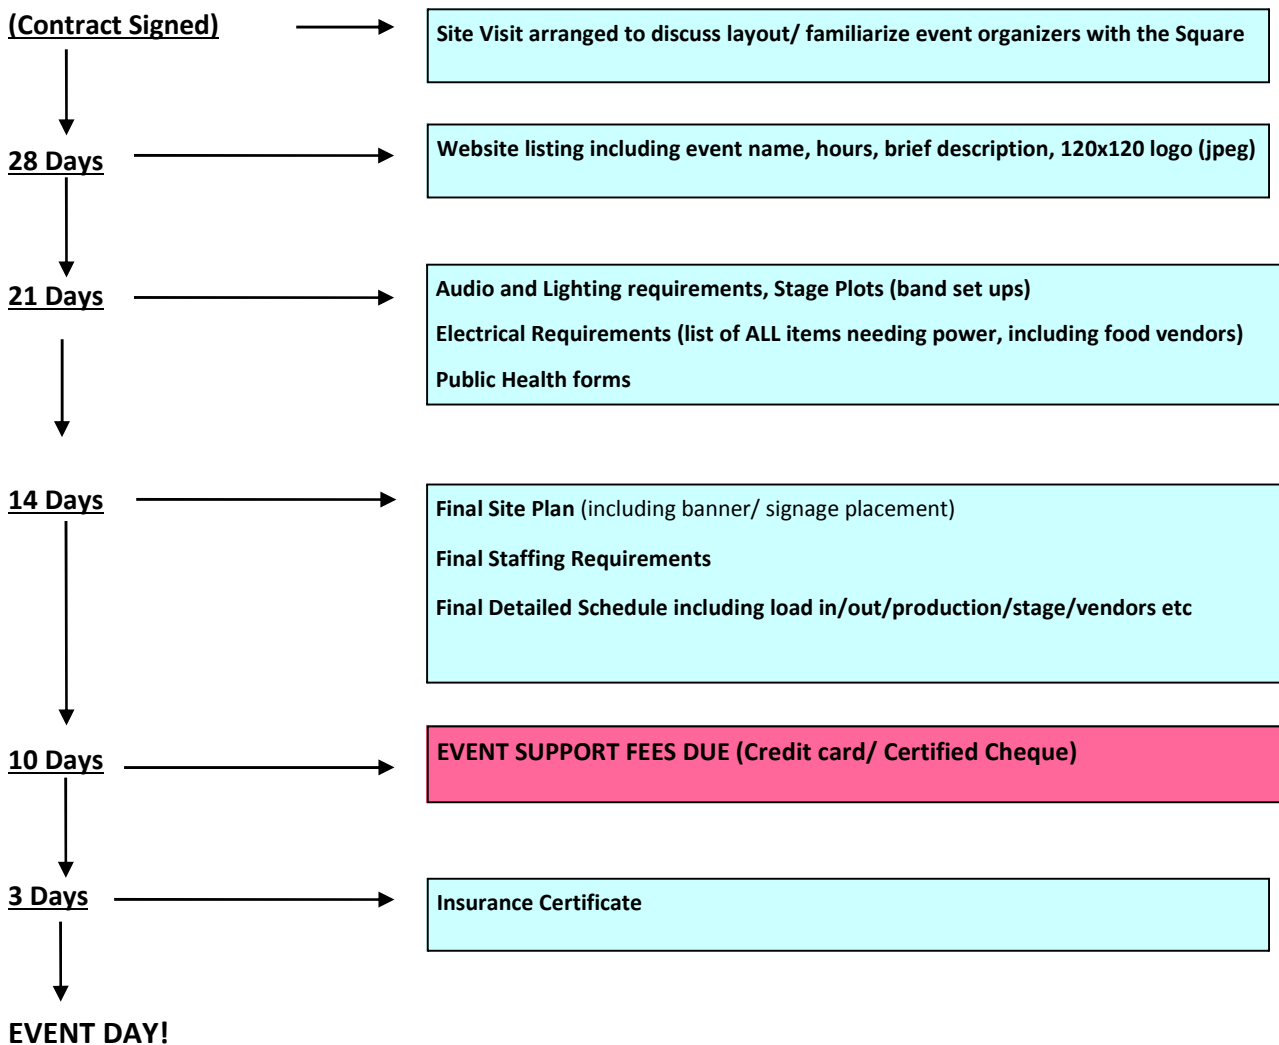 (Contract Signed)
Site Visit arranged to discuss layout/ familiarize event organizers with the Square
28 Days
Website listing including event name, hours, brief description, 120x120 logo (jpeg)
21 Days
Audio and Lighting requirements, Stage Plots (band set ups)
Electrical Requirements (list of ALL items needing power, including food vendors)
Public Health forms
14 Days
Final Site Plan (including banner/ signage placement)
Final Staffing Requirements
Final Detailed Schedule including load in/out/production/stage/vendors etc
10 Days
EVENT SUPPORT FEES DUE (Credit card/ Certified Cheque)
3 Days
Insurance Certificate
EVENT DAY!